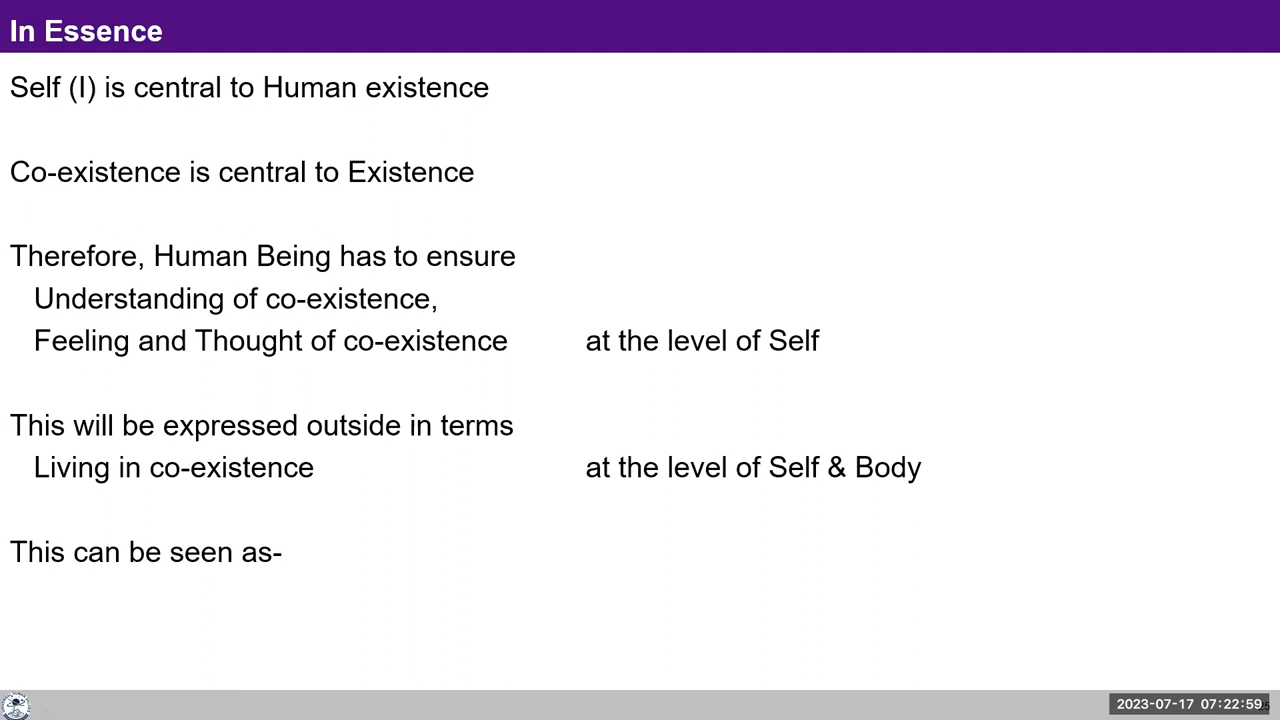 In Essence
Self (I) is central to Human existence
Co-existence is central to Existence
Therefore, Human Being has to ensure
Understanding of co-existence,
Feeling and Thought of co-existence at the level of Self
This will be expressed outside in terms
Living in co-existence at the level of Self & Body
This can be seen as-
2023-07-17 07:22:59